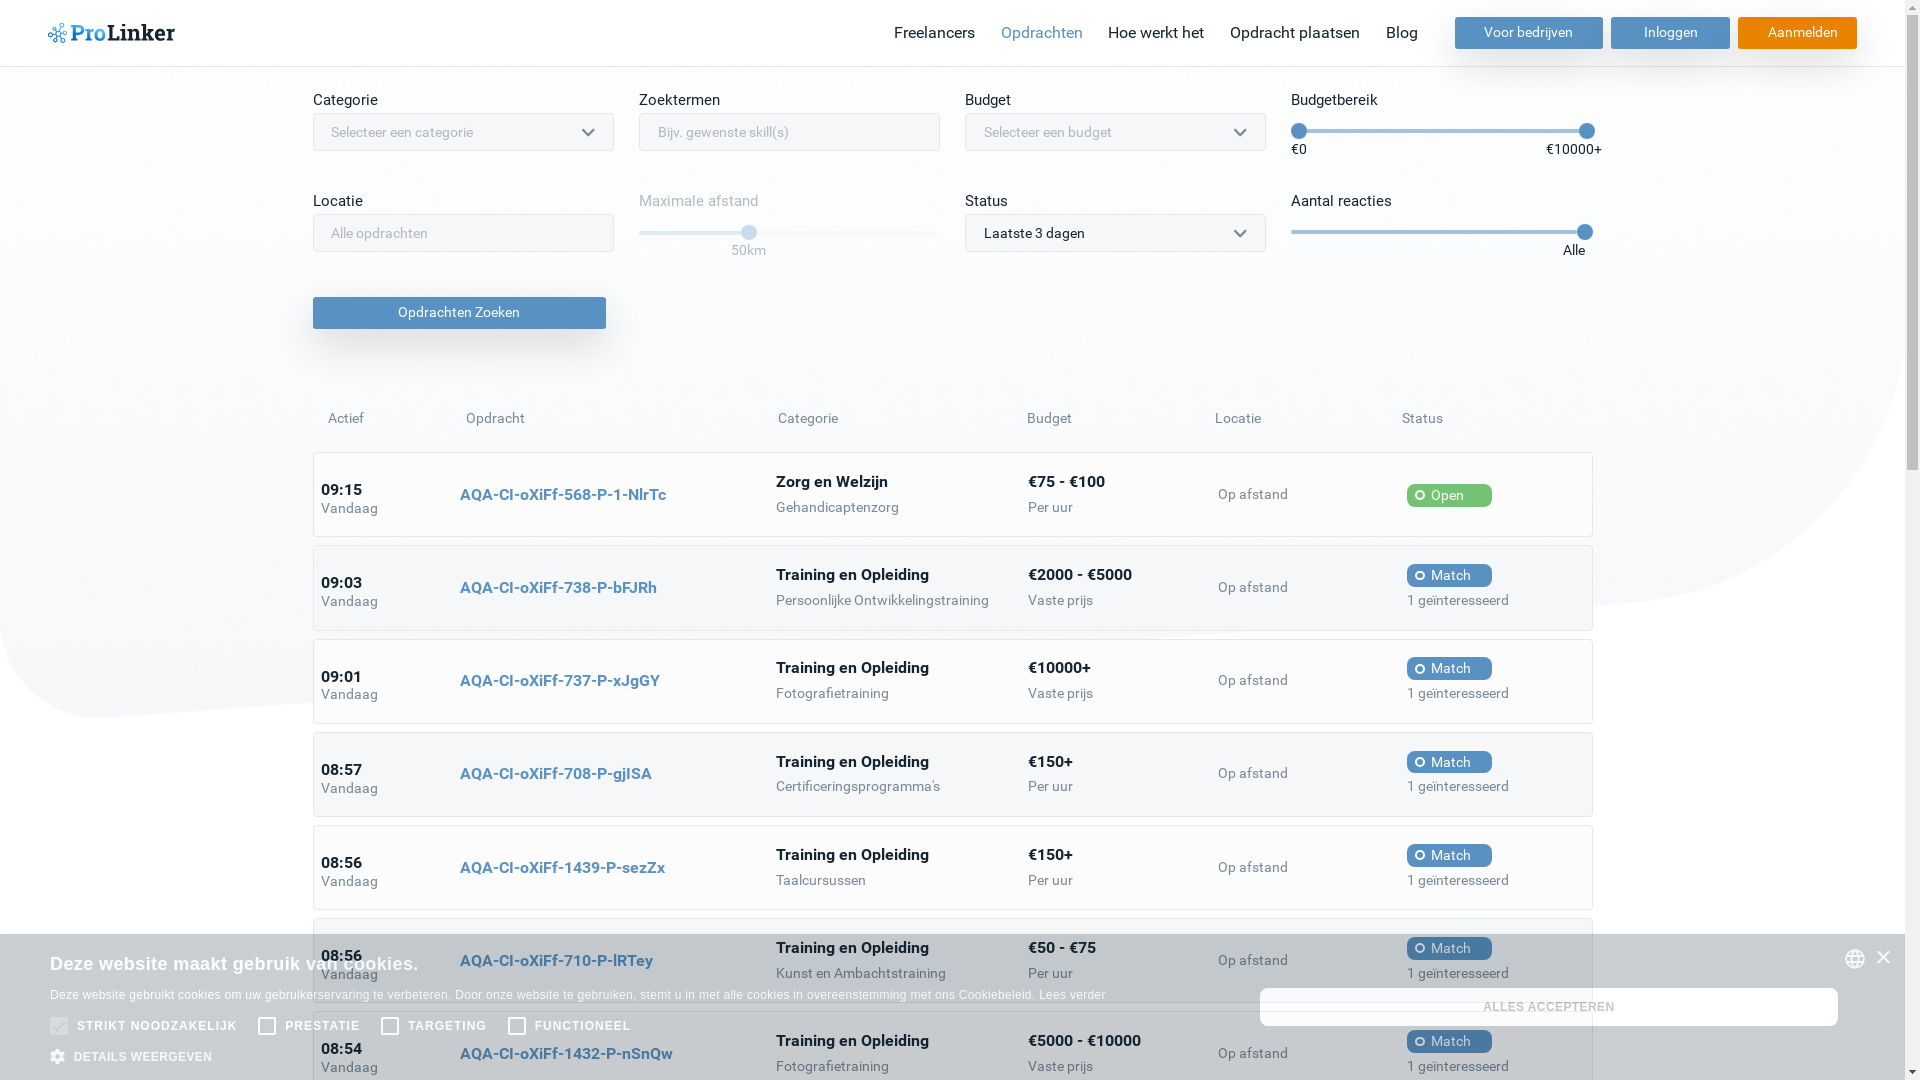 ProLinker
Freelancers Opdrachten Hoe werkt het Opdracht plaatsen Blog Voor bedrijven Inloggen Aanmelden
Categorie Zoektermen Budget Budgetbereik
Selecteer een categorie Bijv. gewenste skill(s) Selecteer een budget
€0 €10000+
Locatie Maximale afstand Status Aantal reacties
Alle opdrachten Laatste 3 dagen
50km Alle
Opdrachten Zoeken
Actief Opdracht Categorie Budget Locatie Status
09:15 AQA-CI-oXiFf-568-P-1-NlrTc Zorg en Welzijn €75 - €100 Op afstand Open
Vandaag Gehandicaptenzorg Per uur
09:03 AQA-CI-oXiFf-738-P-bFJRh Training en Opleiding €2000 - €5000 Op afstand Match
Vandaag Persoonlijke Ontwikkelingstraining Vaste prijs 1 geïnteresseerd
09:01 AQA-CI-oXiFf-737-P-xJgGY Training en Opleiding €10000+ Op afstand Match
Vandaag Fotografietraining Vaste prijs 1 geïnteresseerd
08:57 AQA-CI-oXiFf-708-P-gjISA Training en Opleiding €150+ Op afstand Match
Vandaag Certificeringsprogramma's Per uur 1 geïnteresseerd
08:56 AQA-CI-oXiFf-1439-P-sezZx Training en Opleiding €150+ Op afstand Match
Vandaag Taalcursussen Per uur 1 geïnteresseerd
08:56 AQA-CI-oXiFf-710-P-lRTey Training en Opleiding €50 - €75 Op afstand Match
Vandaag Kunst en Ambachtstraining Per uur 1 geïnteresseerd
Deze website maakt gebruik van cookies.
Deze website gebruikt cookies om uw gebruikerservaring te verbeteren. Door onze website te gebruiken, stemt u in met alle cookies in overeenstemming met ons Cookiebeleid. Lees verder
ALLES ACCEPTEREN
STRIKT NOODZAKELIJK PRESTATIE TARGETING FUNCTIONEEL
08:54 AQA-CI-oXiFf-1432-P-nSnQw Training en Opleiding €5000 - €10000 Op afstand Match
Vandaag Fotografietraining Vaste prijs 1 geïnteresseerd
DETAILS WEERGEVEN